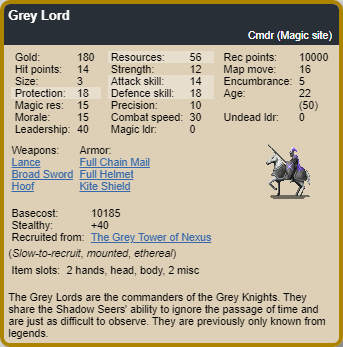 Grey Lord
Cmdr (Magic site)
Gold: 180 Resources: 56 Rec points: 10000
Hit points: 14 Strength: 12 Map move: 16
Size: 3 Attack skill: 14 Encumbrance: 5
Protection: 18 Defence skill: 18 Age: 22
Magic res: 15 Precision: 10 (50)
Morale: 15 Combat speed: 30 Undead ldr: 0
Leadership: 40 Magic ldr: 0
Weapons: Armor:
Lance Full Chain Mail
Broad Sword Full Helmet
Hoof Kite Shield
Basecost: 10185
Stealthy: +40
Recruited from: The Grey Tower of Nexus
(Slow-to-recruit, mounted, ethereal)
Item slots: 2 hands, head, body, 2 misc
The Grey Lords are the commanders of the Grey Knights. They
share the Shadow Seers' ability to ignore the passage of time and
are just as difficult to observe. They are previously only known from
legends.